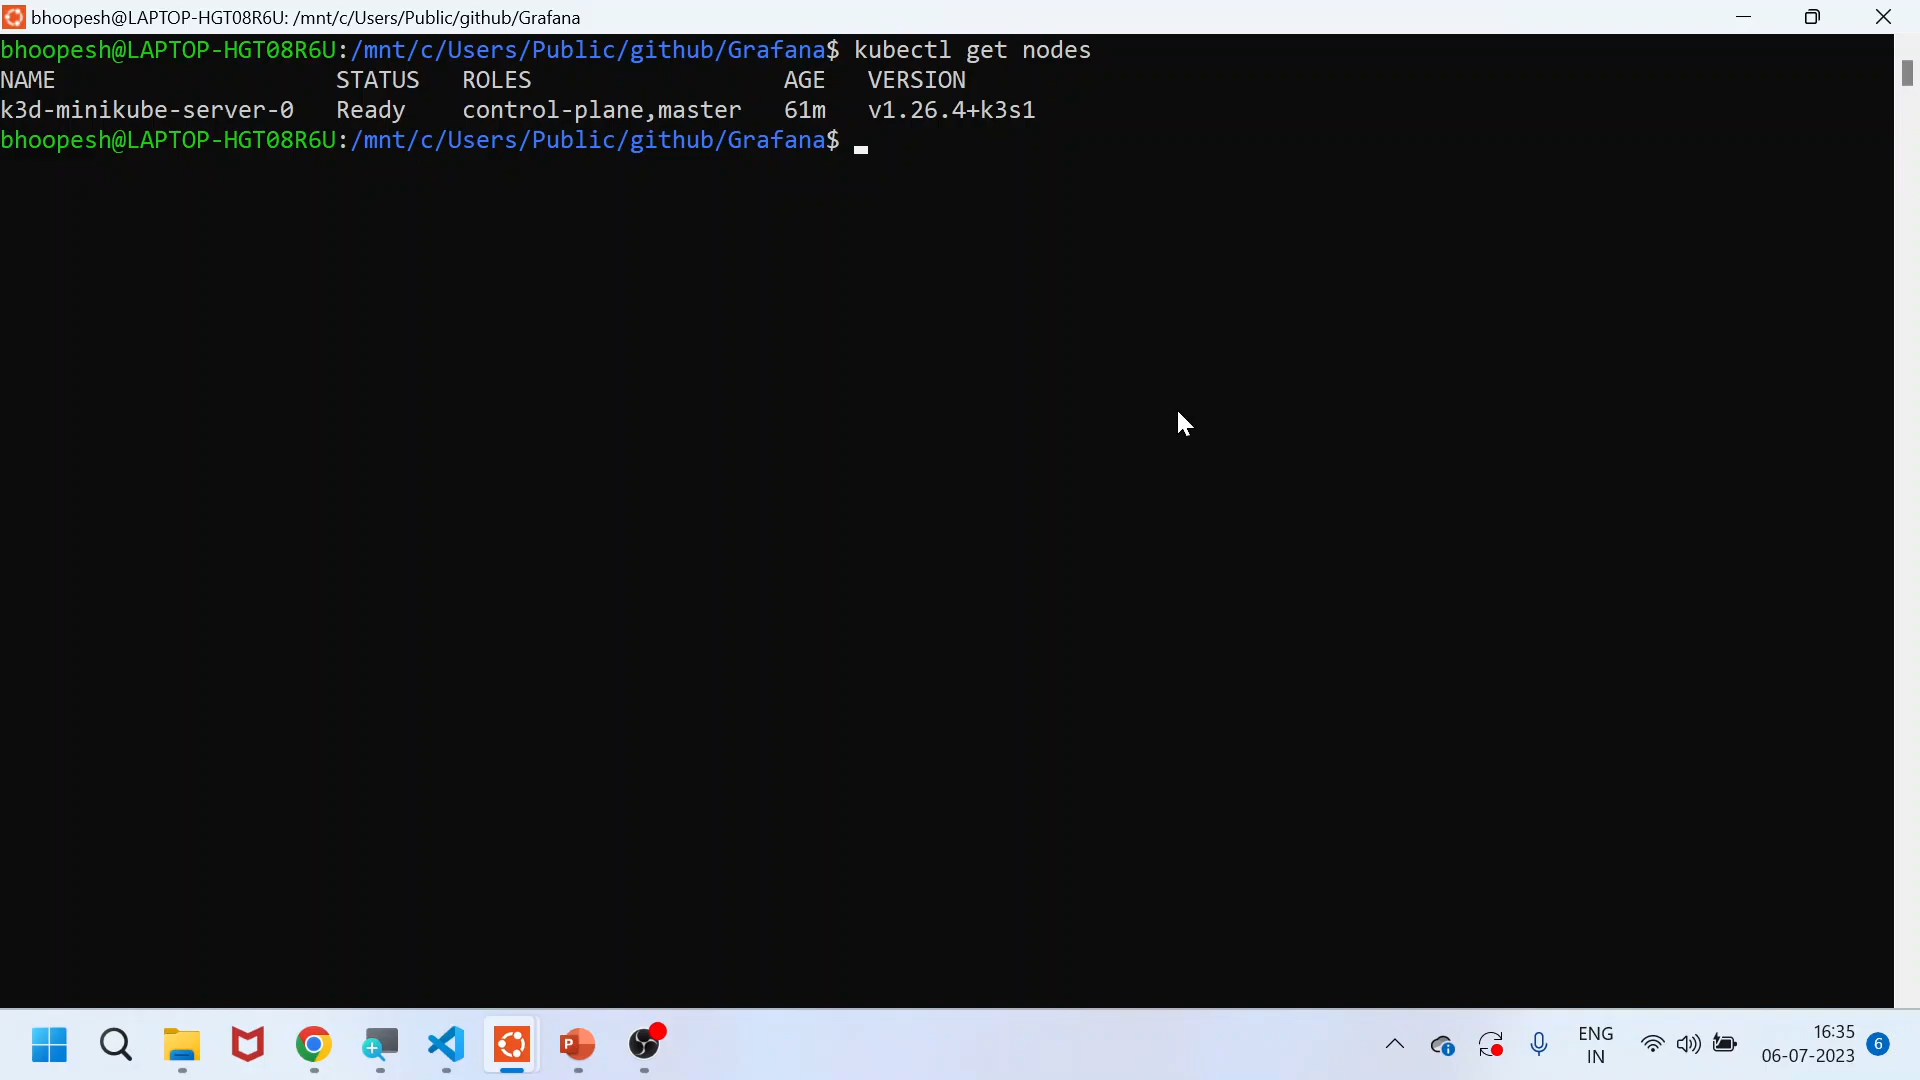 bhoopesh@LAPTOP-HGT08R6U: /mnt/c/Users/Public/github/Grafana
bhoopesh@LAPTOP-HGT08R6U:/mnt/c/Users/Public/github/Grafana$ kubectl get nodes
NAME STATUS ROLES AGE VERSION
k3d-minikube-server-0 Ready control-plane,master 61m v1.26.4+k3s1
bhoopesh@LAPTOP-HGT08R6U:/mnt/c/Users/Public/github/Grafana$
P
ENG
IN
16:35
06-07-2023
6